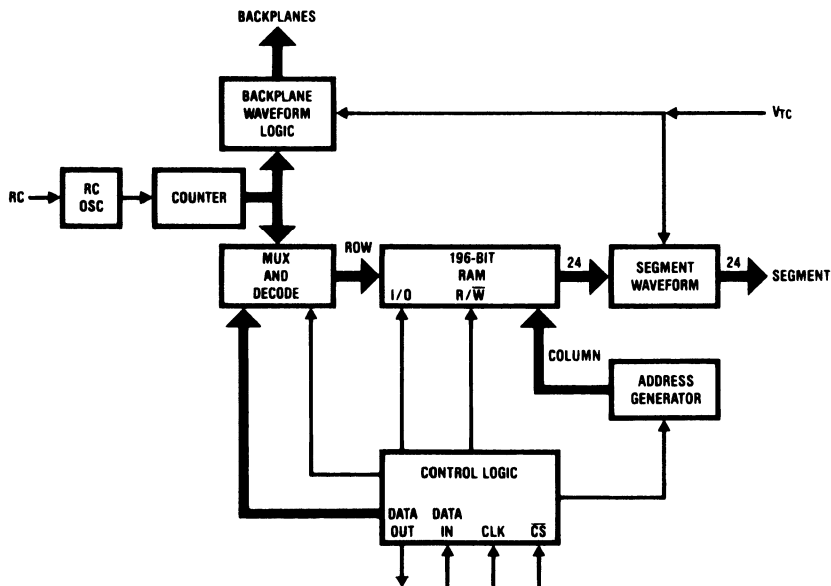 BACKPLANES
BACKPLANE
WAVEFORM
LOGIC
VTC
RC
RC
OSC
COUNTER
MUX
AND
DECODE
ROW
196-BIT
RAM
I/O R/W̅
24
SEGMENT
WAVEFORM
24
SEGMENT
COLUMN
ADDRESS
GENERATOR
CONTROL LOGIC
DATA DATA
OUT IN CLK C̅S̅